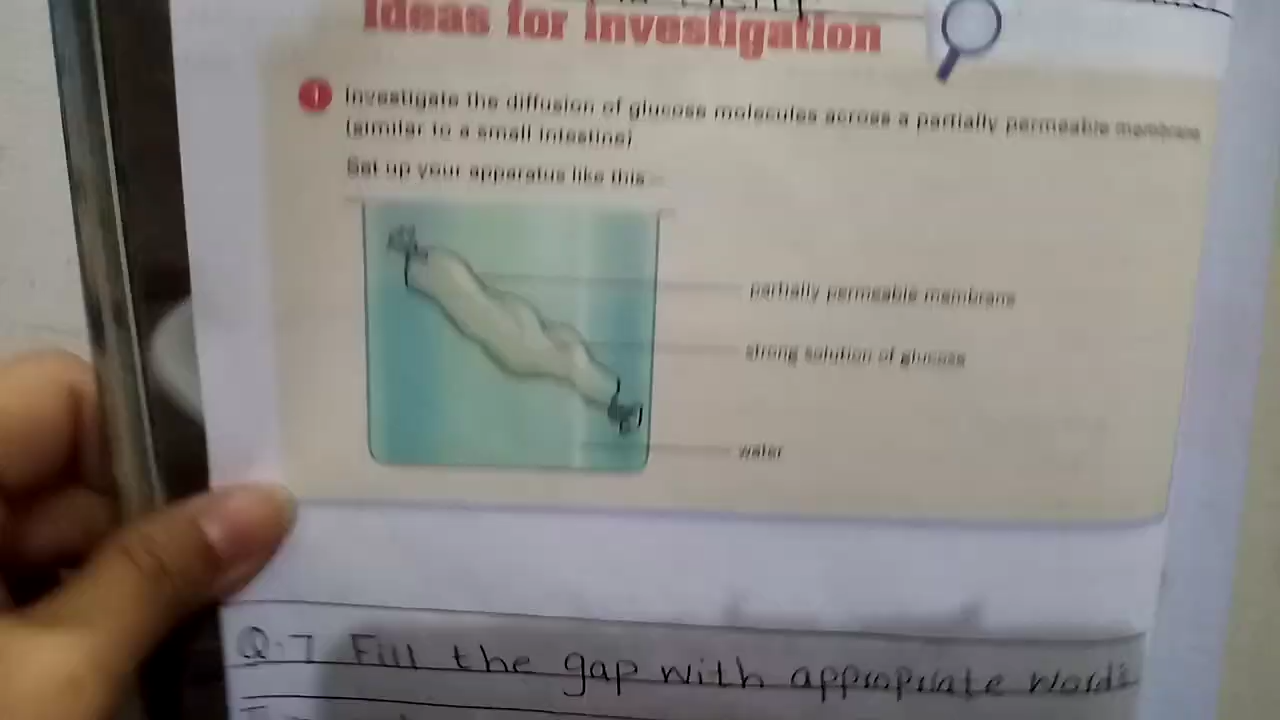 Ideas for investigation
1 Investigate the diffusion of glucose molecules across a partially permeable membrane
(similar to a small intestine)
Set up your apparatus like this –
partially permeable membrane
strong solution of glucose
water
Q.7 Fill the gap with appropriate words